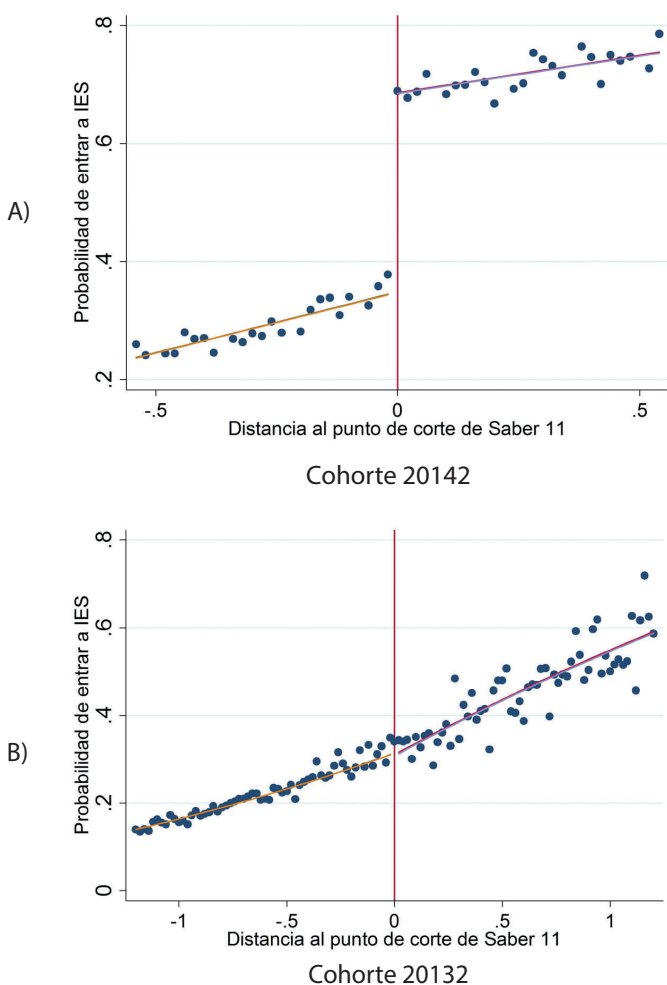 A)
Probabilidad de entrar a IES
.8
.6
.4
.2
-.5
0
.5
Distancia al punto de corte de Saber 11
Cohorte 20142
B)
Probabilidad de entrar a IES
.8
.6
.4
.2
0
-1
-.5
0
.5
1
Distancia al punto de corte de Saber 11
Cohorte 20132